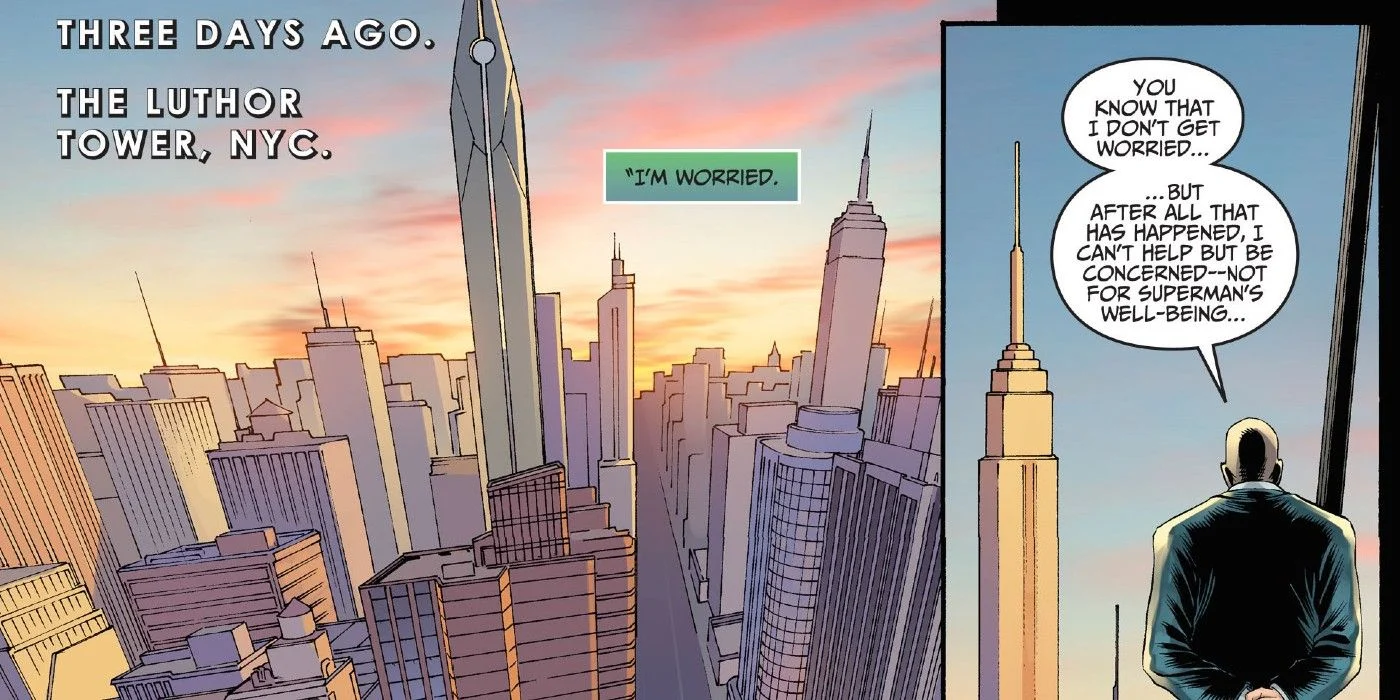 THREE DAYS AGO.
THE LUTHOR
TOWER, NYC.
"I'M WORRIED.
YOU
KNOW THAT
I DON'T GET
WORRIED...
...BUT
AFTER ALL THAT
HAS HAPPENED, I
CAN'T HELP BUT BE
CONCERNED--NOT
FOR SUPERMAN'S
WELL-BEING...